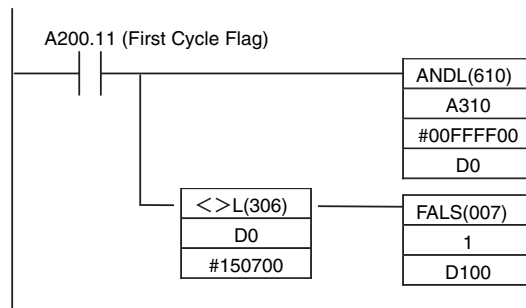 A200.11 (First Cycle Flag)
ANDL(610)
A310
#00FFFF00
D0
<>L(306)
D0
#150700
FALS(007)
1
D100